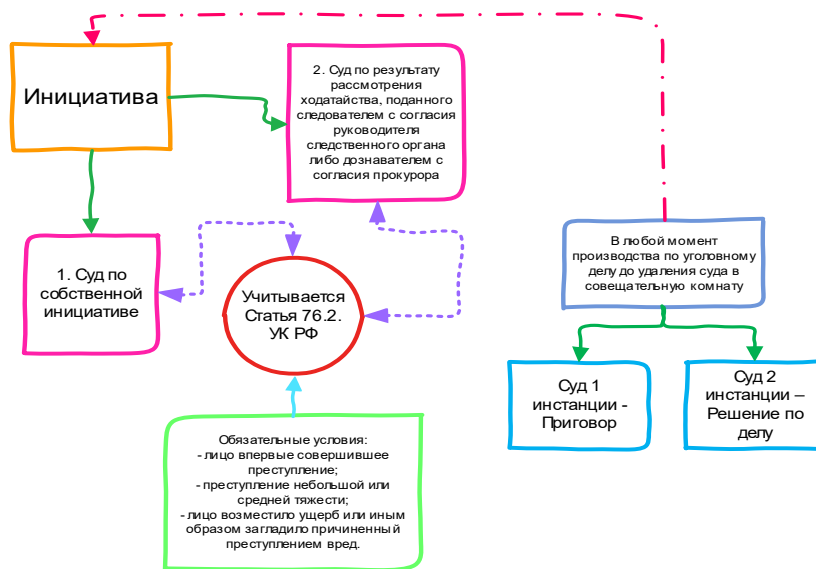 Инициатива
2. Суд по результату
рассмотрения
ходатайства, поданного
следователем с согласия
руководителя
следственного органа
либо дознавателем с
согласия прокурора
1. Суд по
собственной
инициативе
Учитывается
Статья 76.2.
УК РФ
Обязательные условия:
- лицо впервые совершившее
преступление;
- преступление небольшой или
средней тяжести;
- лицо возместило ущерб или иным
образом загладило причиненный
преступлением вред.
В любой момент
производства по уголовному
делу до удаления суда в
совещательную комнату
Суд 1
инстанции -
Приговор
Суд 2
инстанции –
Решение по
делу